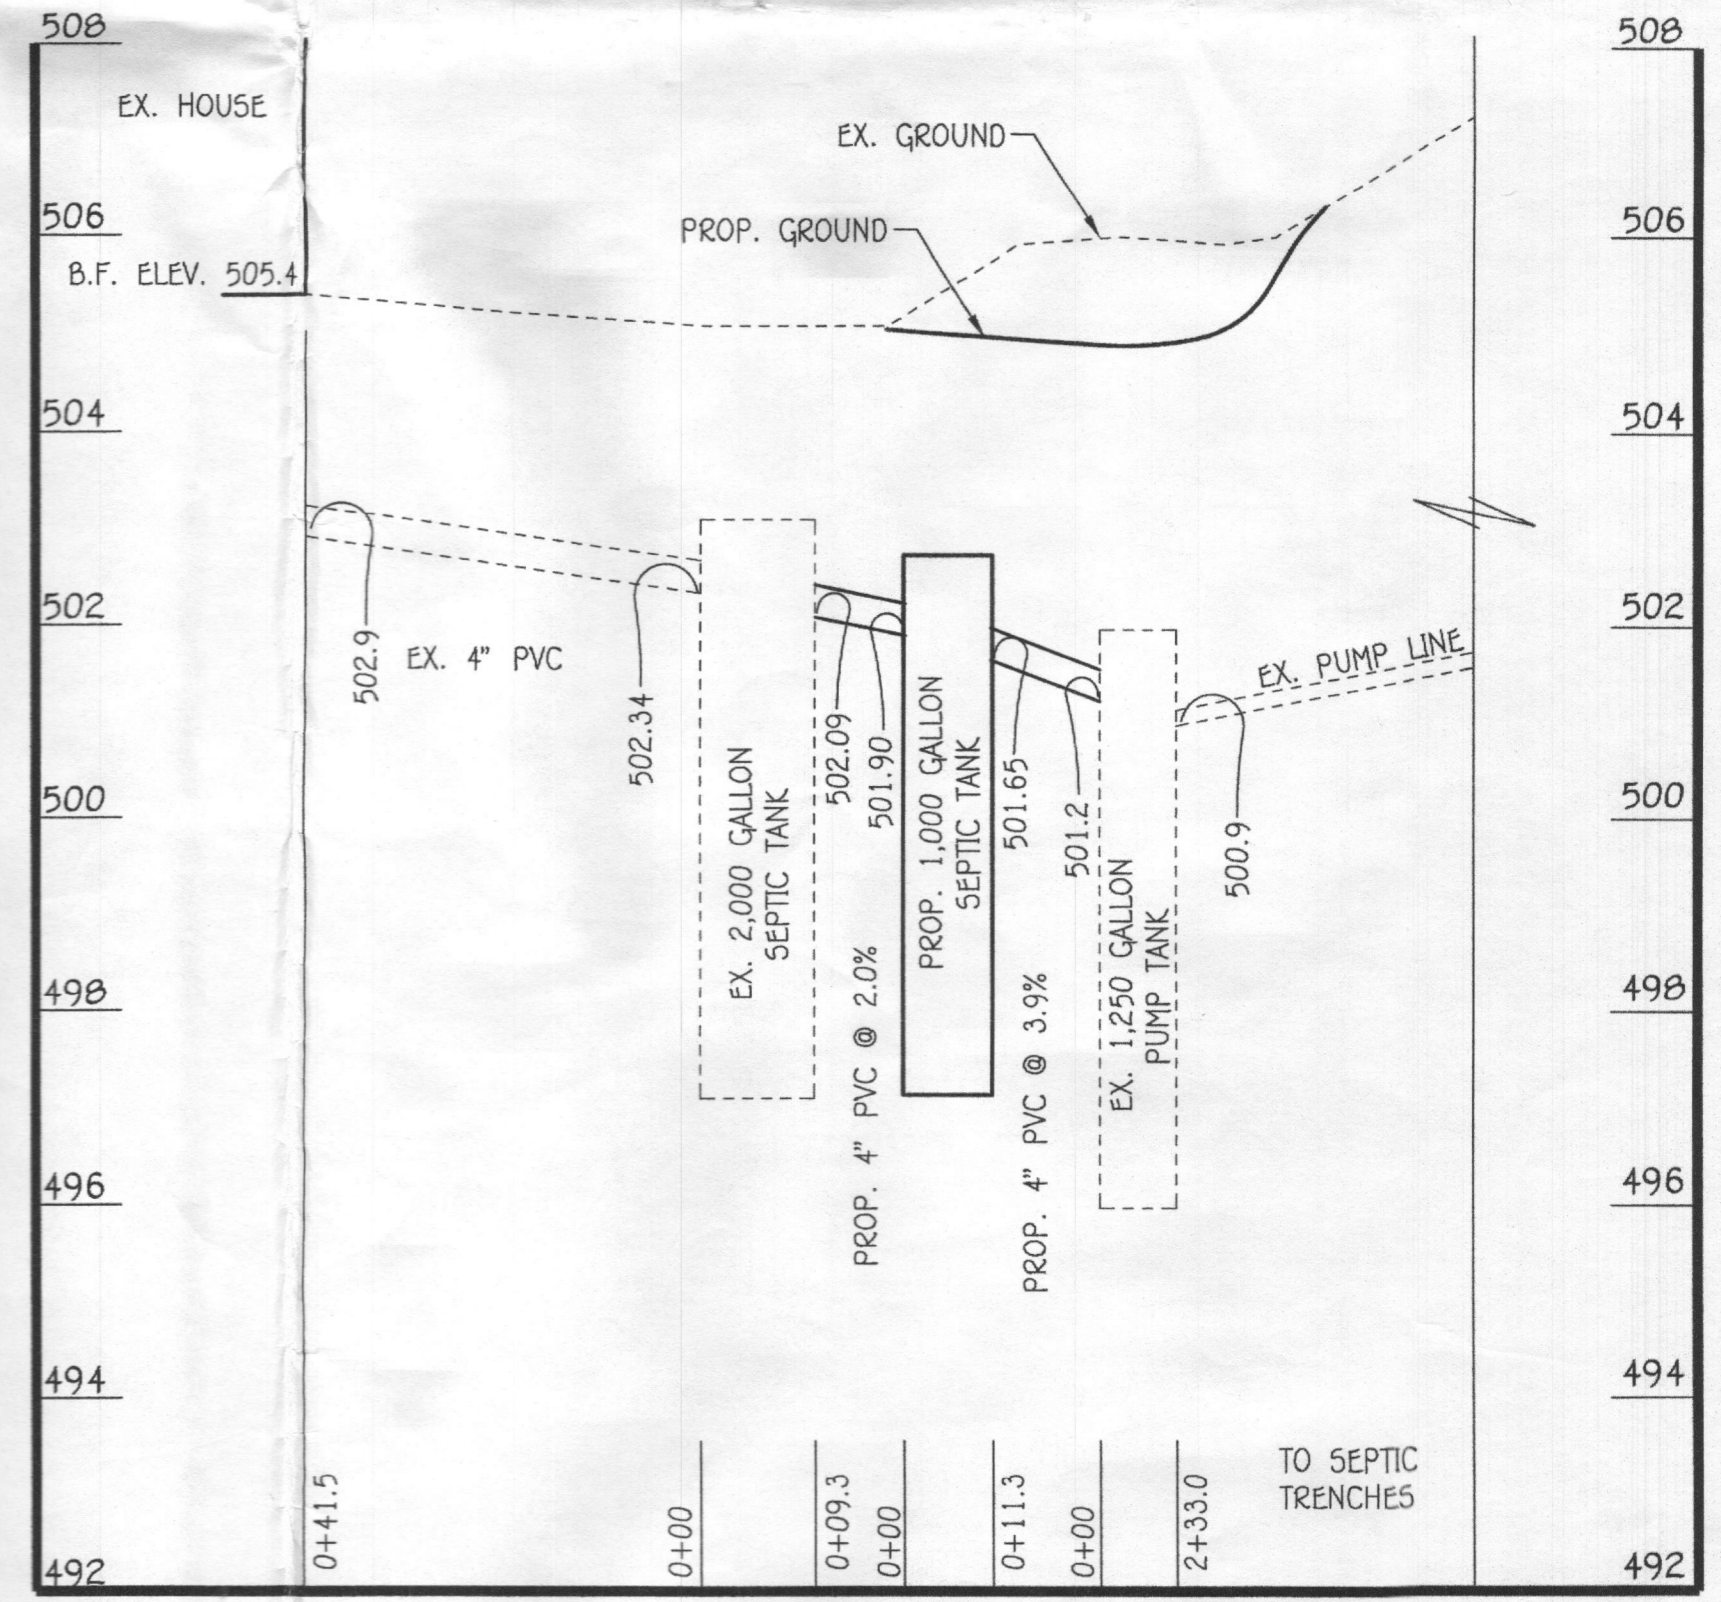 508
508
EX. HOUSE
EX. GROUND
506
506
PROP. GROUND
B.F. ELEV. 505.4
504
504
502
502
502.9
EX. 4" PVC
502.34
EX. 2,000 GALLON
SEPTIC TANK
502.09
501.90
PROP. 4" PVC @ 2.0%
PROP. 1,000 GALLON
SEPTIC TANK
501.65
501.2
PROP. 4" PVC @ 3.9%
EX. 1,250 GALLON
PUMP TANK
500.9
EX. PUMP LINE
500
500
498
498
496
496
494
494
TO SEPTIC
TRENCHES
0+41.5
0+00
0+09.3
0+00
0+11.3
0+00
2+33.0
492
492